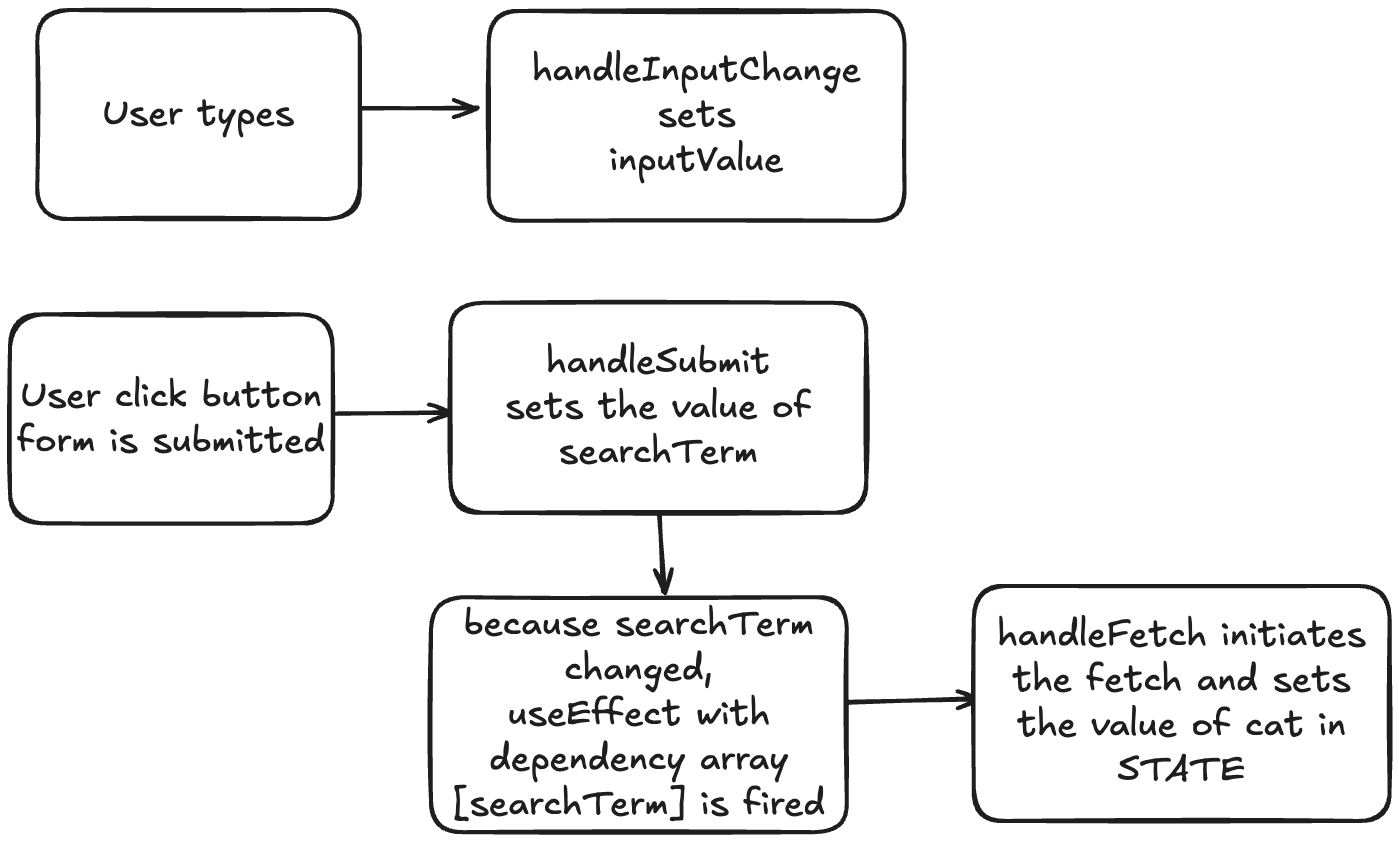 User types
handleInputChange
sets
inputValue
User click button
form is submitted
handleSubmit
sets the value of
searchTerm
because searchTerm
changed,
useEffect with
dependency array
[searchTerm] is fired
handleFetch initiates
the fetch and sets
the value of cat in
STATE